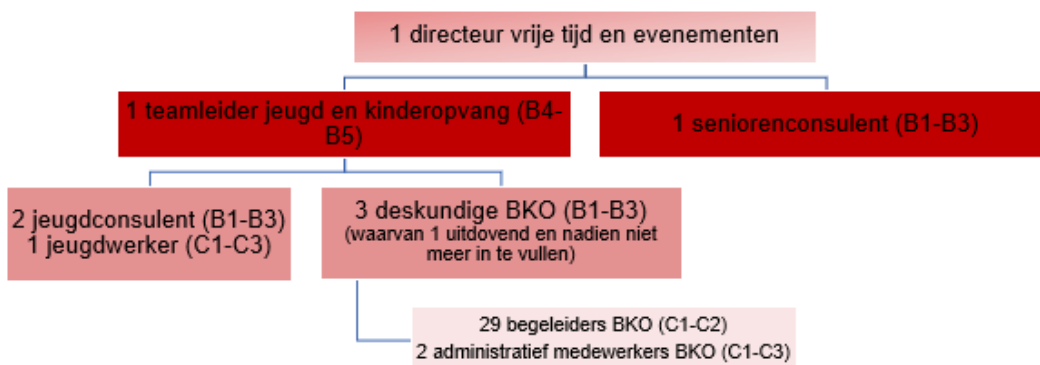 1 directeur vrije tijd en evenementen
1 teamleider jeugd en kinderopvang (B4-
B5)
1 seniorenconsulent (B1-B3)
2 jeugdconsulent (B1-B3)
1 jeugdwerker (C1-C3)
3 deskundige BKO (B1-B3)
(waarvan 1 uitdovend en nadien niet
meer in te vullen)
29 begeleiders BKO (C1-C2)
2 administratief medewerkers BKO (C1-C3)